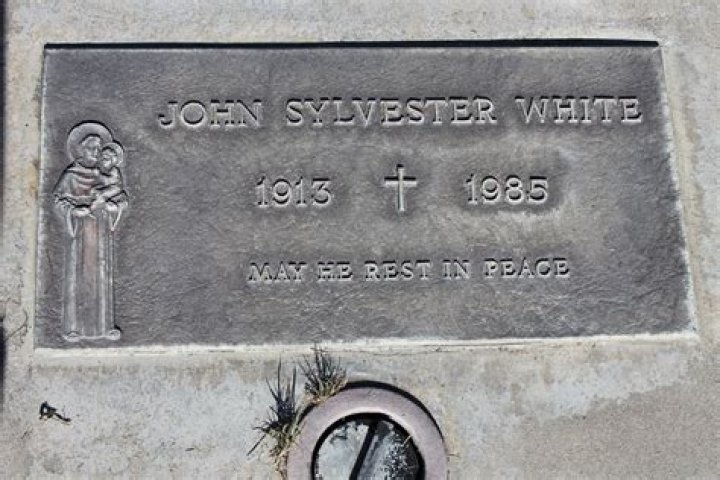 JOHN SYLVESTER WHITE
1913 1985
MAY HE REST IN PEACE